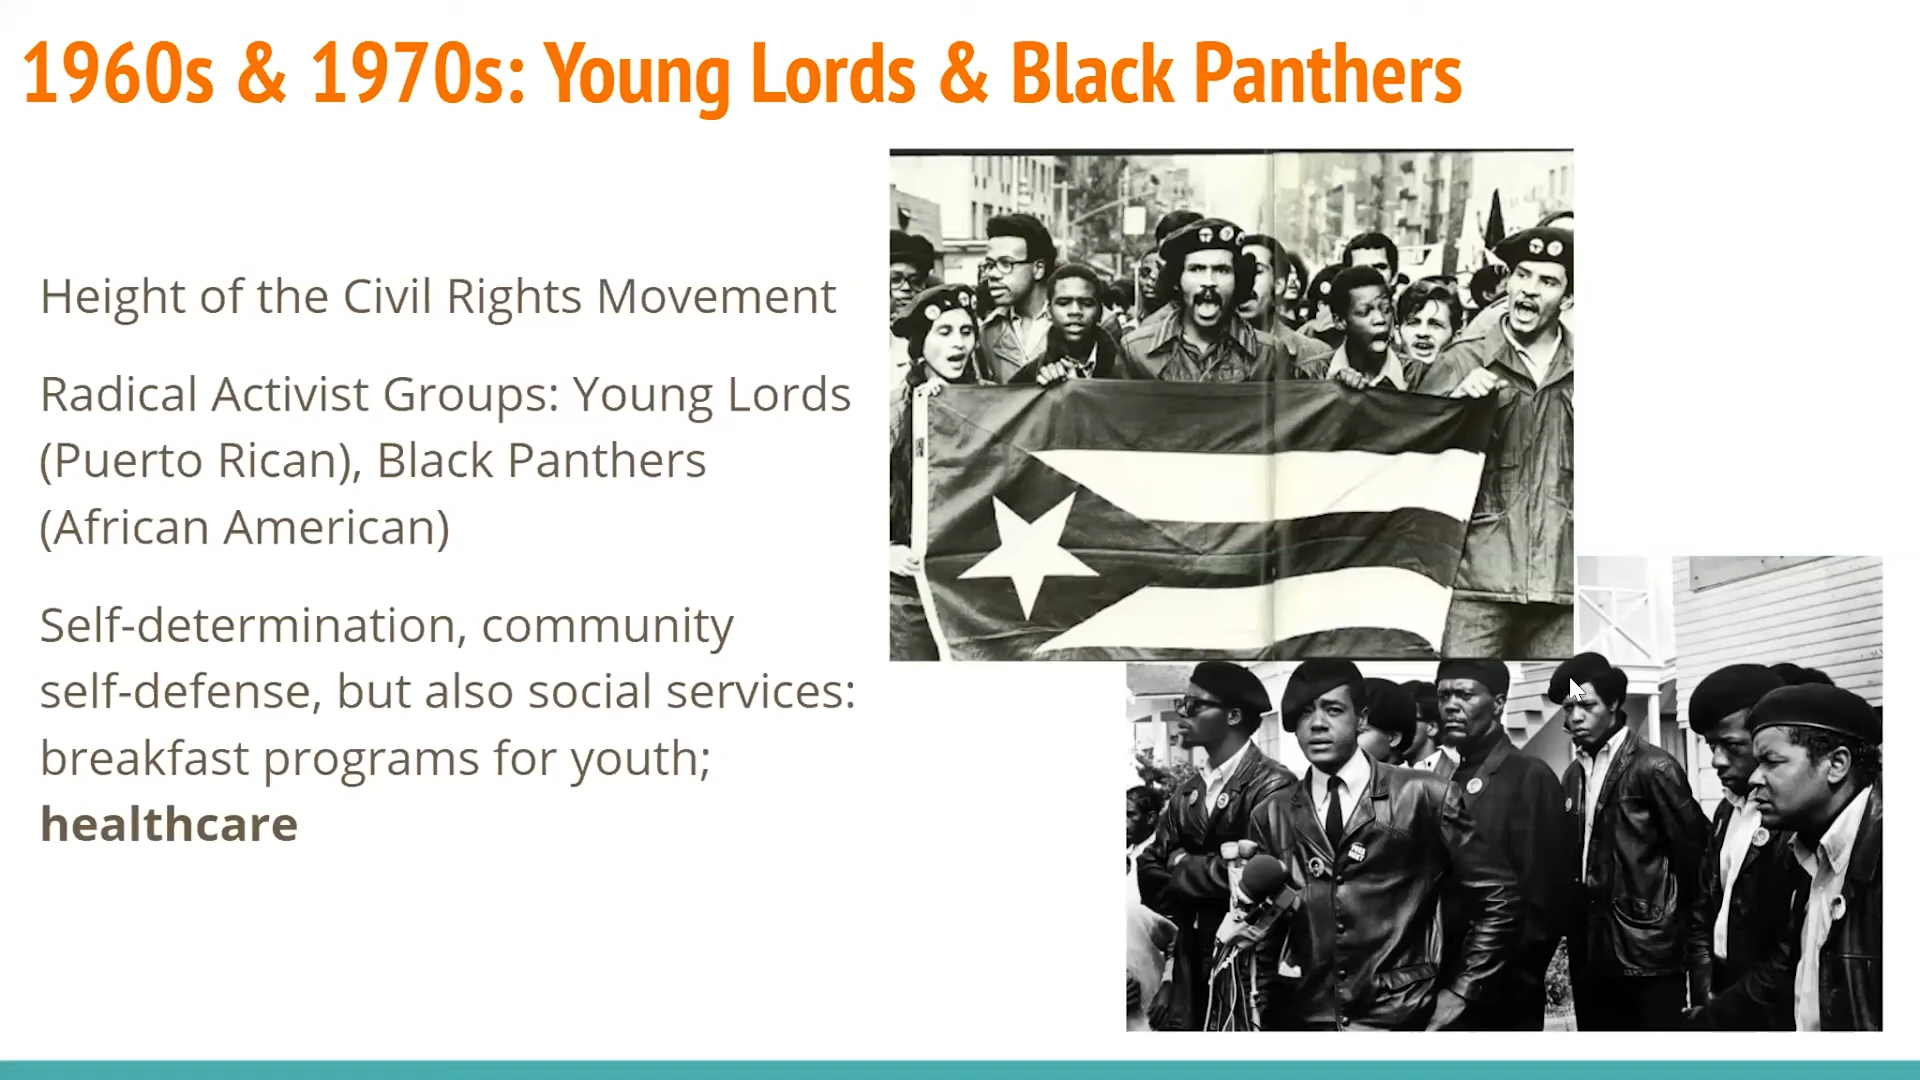 1960s & 1970s: Young Lords & Black Panthers
Height of the Civil Rights Movement
Radical Activist Groups: Young Lords
(Puerto Rican), Black Panthers
(African American)
Self-determination, community
self-defense, but also social services:
breakfast programs for youth;
healthcare